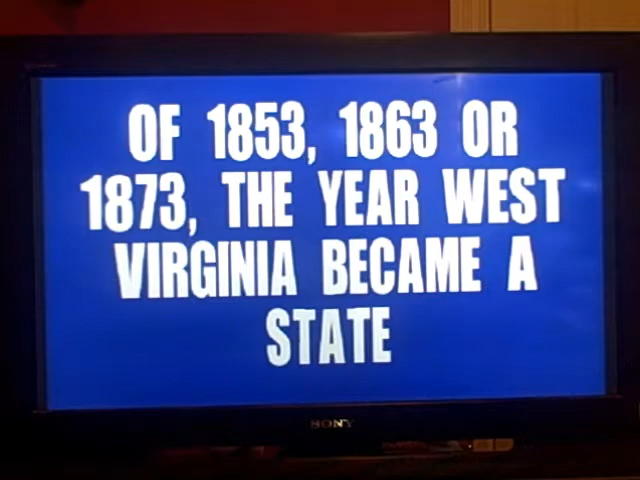 OF 1853, 1863 OR
1873, THE YEAR WEST
VIRGINIA BECAME A
STATE
SONY